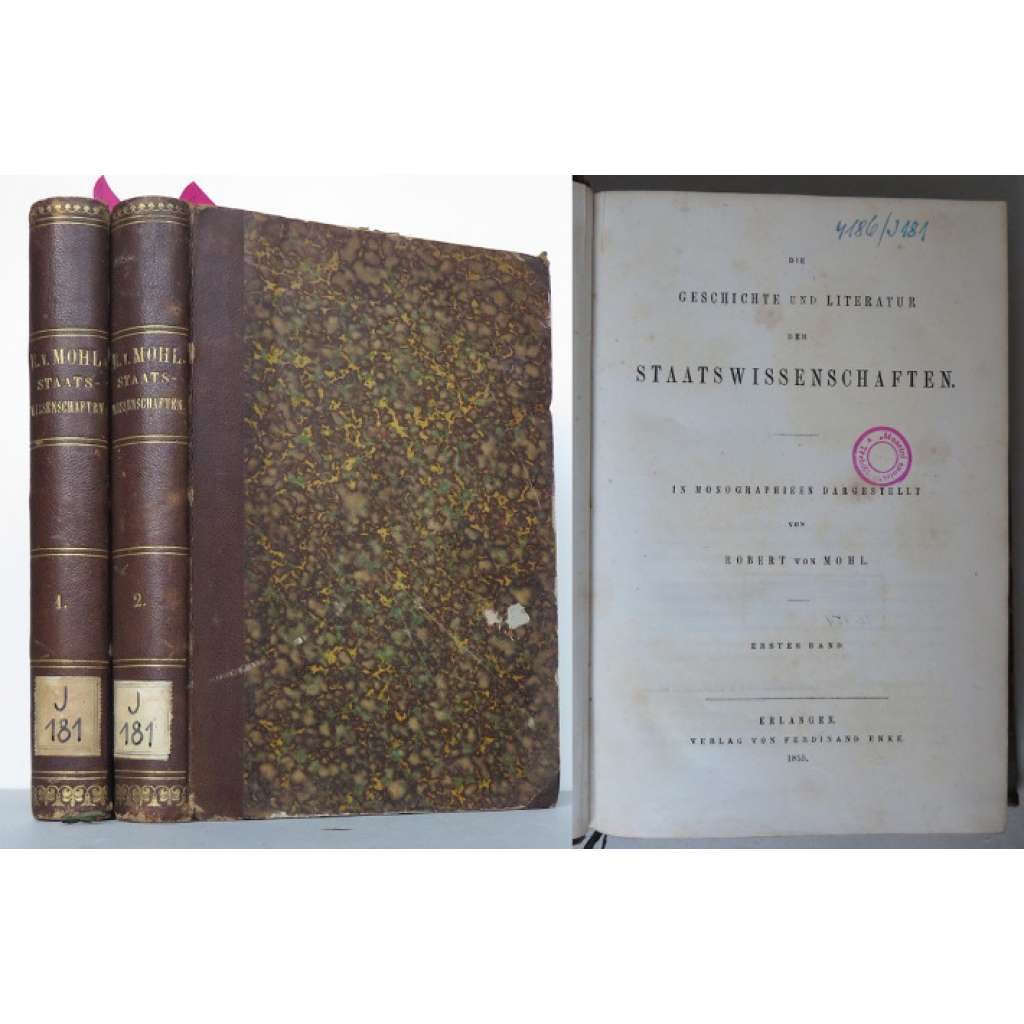 R. V. MOHL.
STAATS-
WISSENSCHAFTEN
1.
J
181
R. V. MOHL.
STAATS-
WISSENSCHAFTEN.
2.
J
181
4186/J181
DIE
GESCHICHTE UND LITERATUR
DER
STAATSWISSENSCHAFTEN.
IN MONOGRAPHIEEN DARGESTELLT
VON
ROBERT VON MOHL.
ERSTER BAND
ERLANGEN.
VERLAG VON FERDINAND ENKE.
1855.